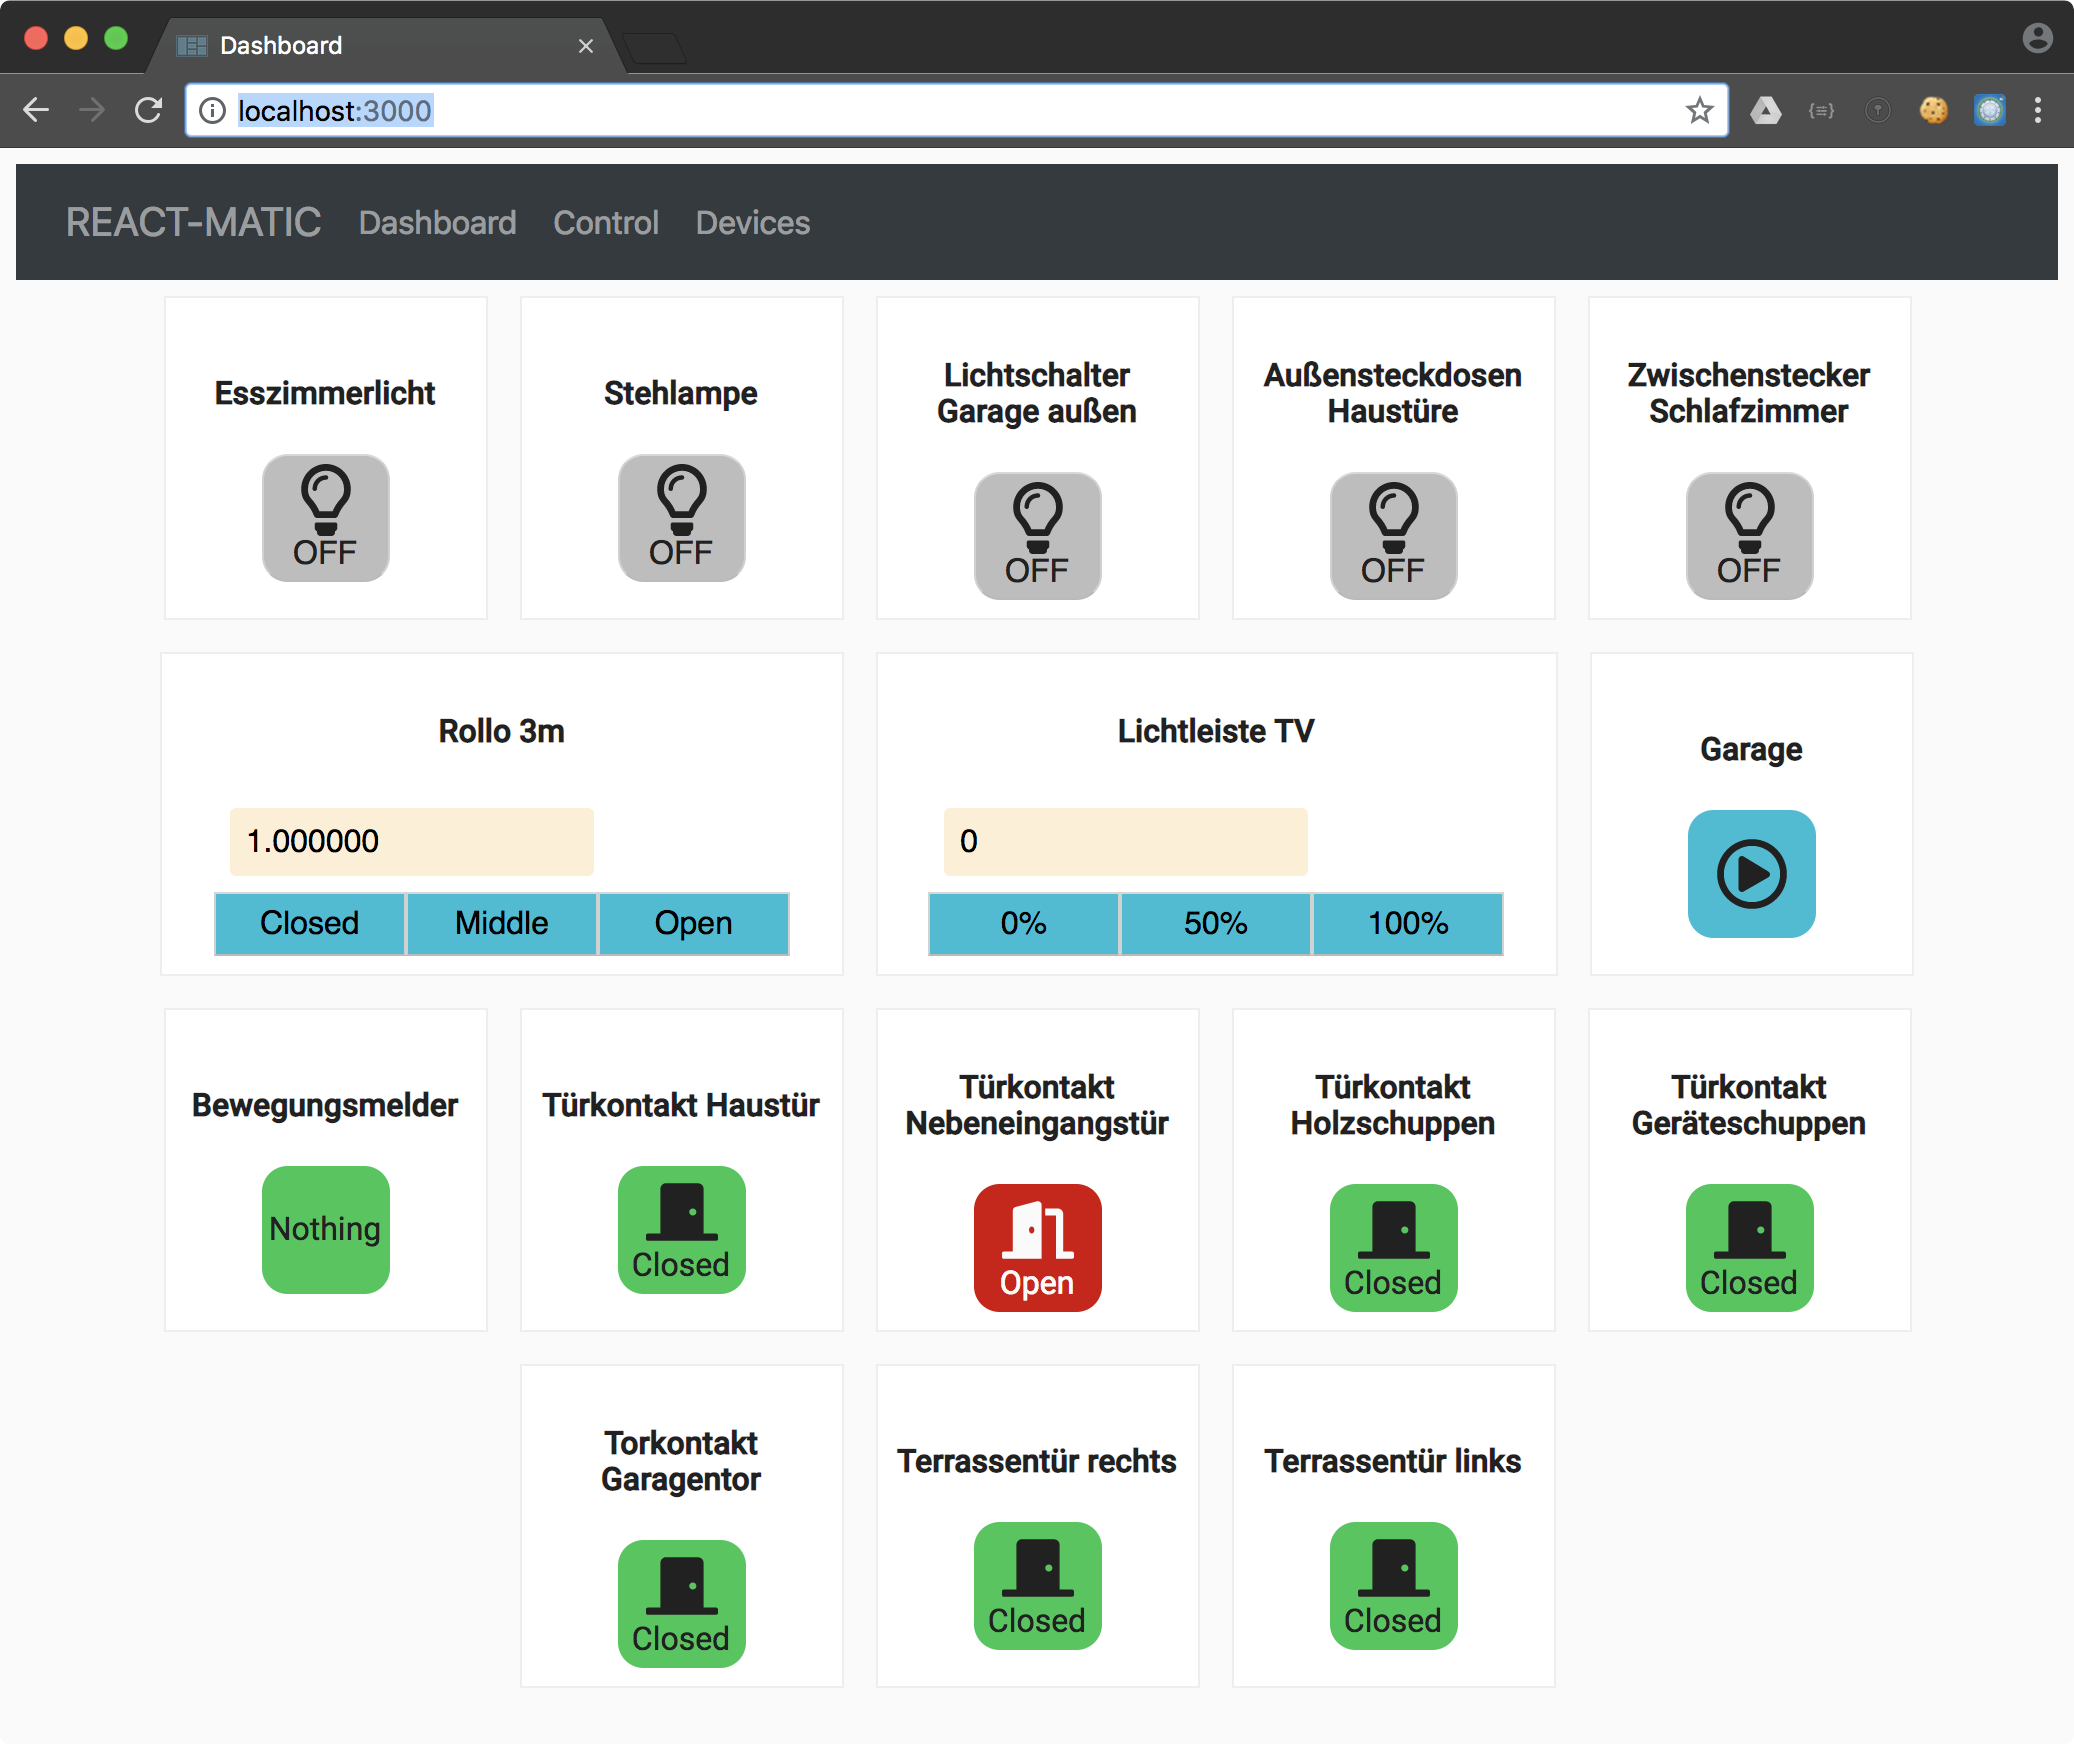 Dashboard
localhost:3000
REACT-MATIC Dashboard Control Devices
Esszimmerlicht
OFF
Stehlampe
OFF
Lichtschalter
Garage außen
OFF
Außensteckdosen
Haustüre
OFF
Zwischenstecker
Schlafzimmer
OFF
Rollo 3m
1.000000
Closed Middle Open
Lichtleiste TV
0
0% 50% 100%
Garage
Bewegungsmelder
Nothing
Türkontakt Haustür
Closed
Türkontakt
Nebeneingangstür
Open
Türkontakt
Holzschuppen
Closed
Türkontakt
Geräteschuppen
Closed
Torkontakt
Garagentor
Closed
Terrassentür rechts
Closed
Terrassentür links
Closed